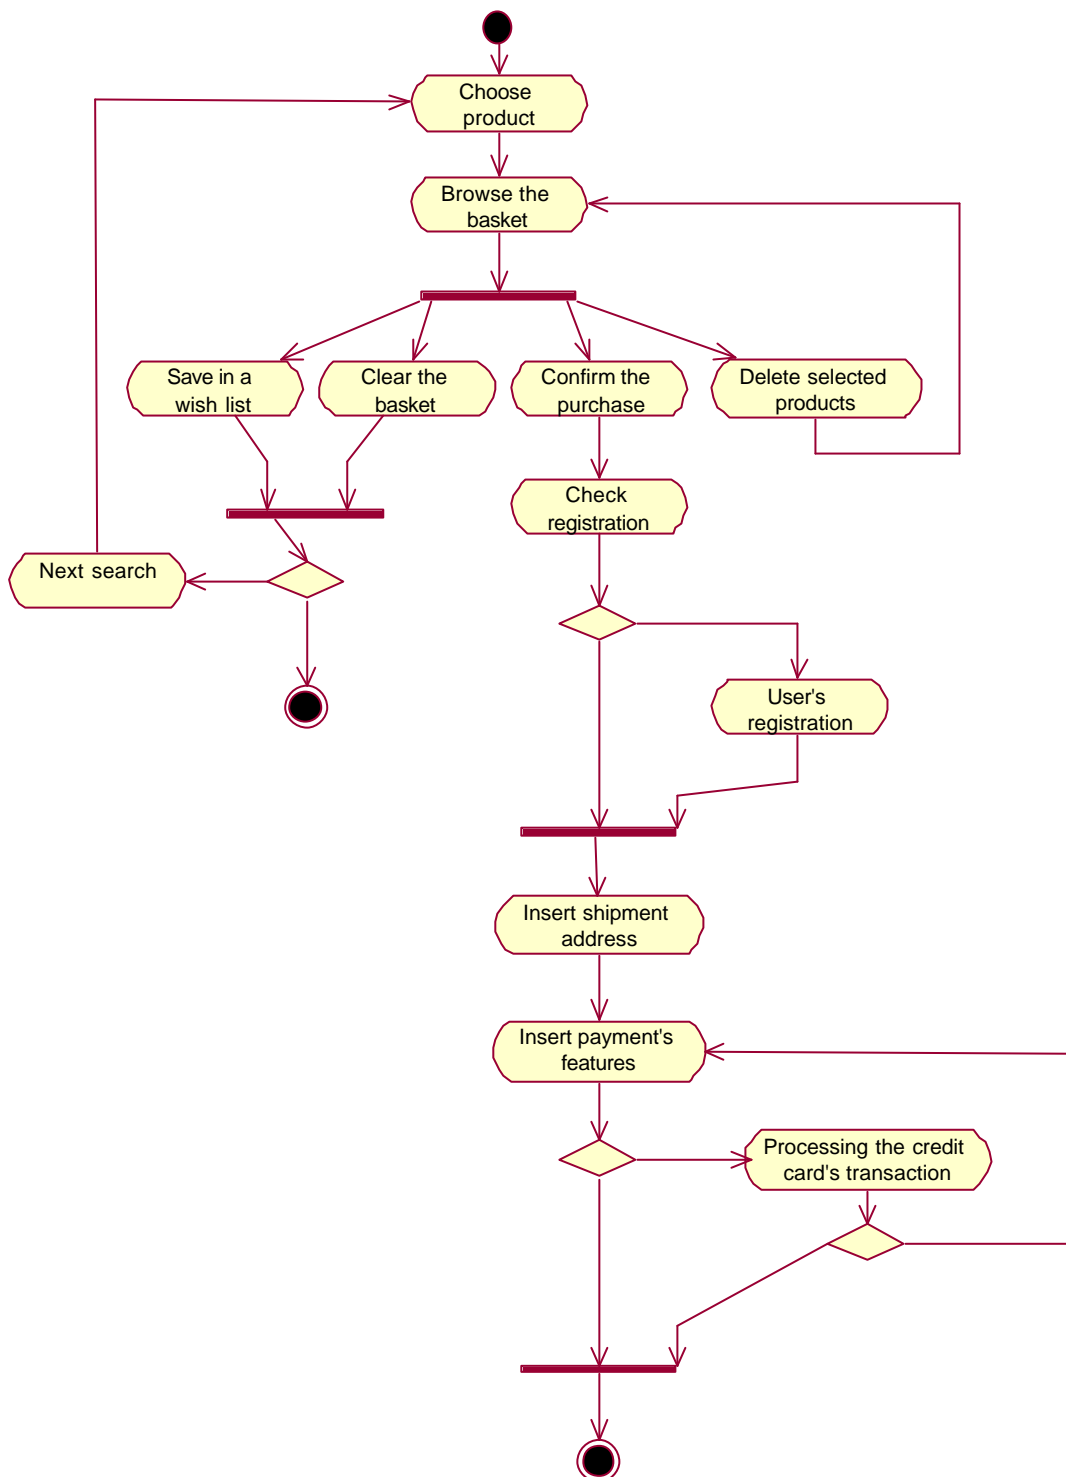 Choose
product
Browse the
basket
Save in a
wish list
Clear the
basket
Confirm the
purchase
Delete selected
products
Check
registration
Next search
User's
registration
Insert shipment
address
Insert payment's
features
Processing the credit
card's transaction